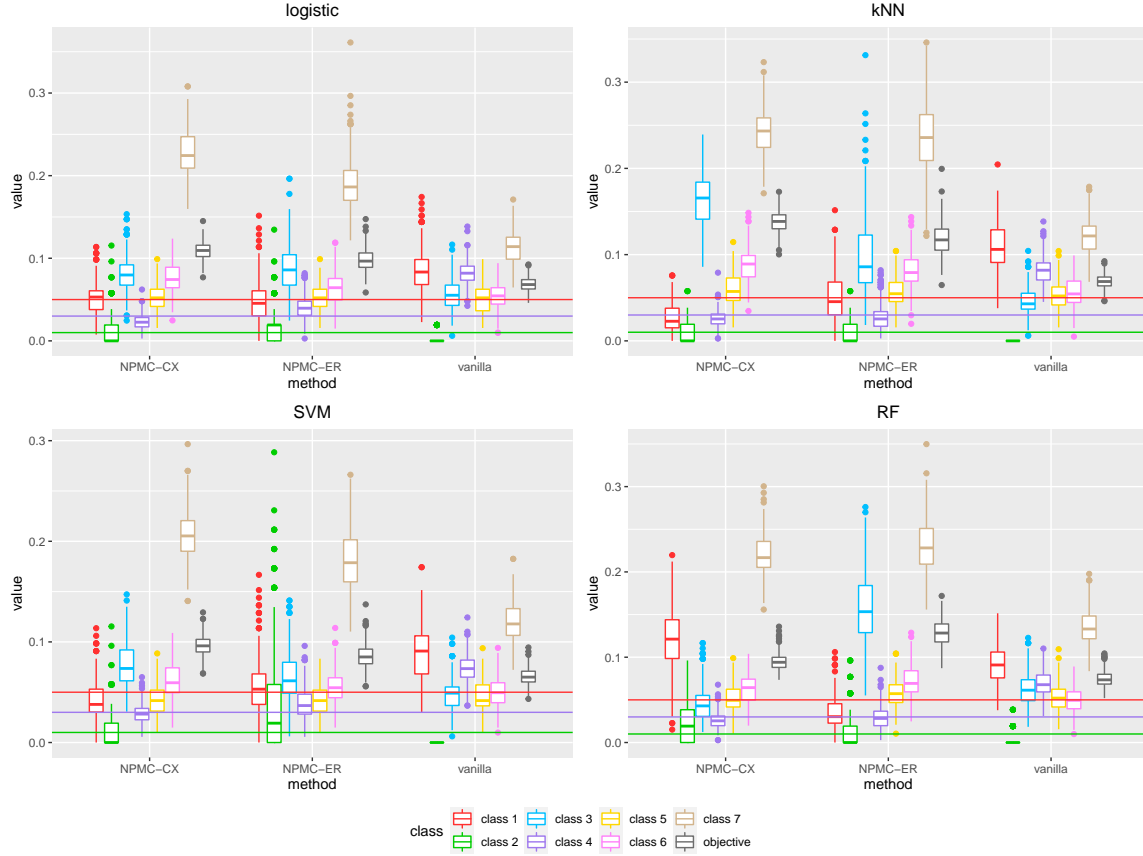 logistic
kNN
value
0.3
0.2
0.1
0.0
NPMC−CX
NPMC−ER
vanilla
method
value
0.3
0.2
0.1
0.0
NPMC−CX
NPMC−ER
vanilla
method
SVM
RF
value
0.3
0.2
0.1
0.0
NPMC−CX
NPMC−ER
vanilla
method
value
0.3
0.2
0.1
0.0
NPMC−CX
NPMC−ER
vanilla
method
class
class 1
class 3
class 5
class 7
class 2
class 4
class 6
objective